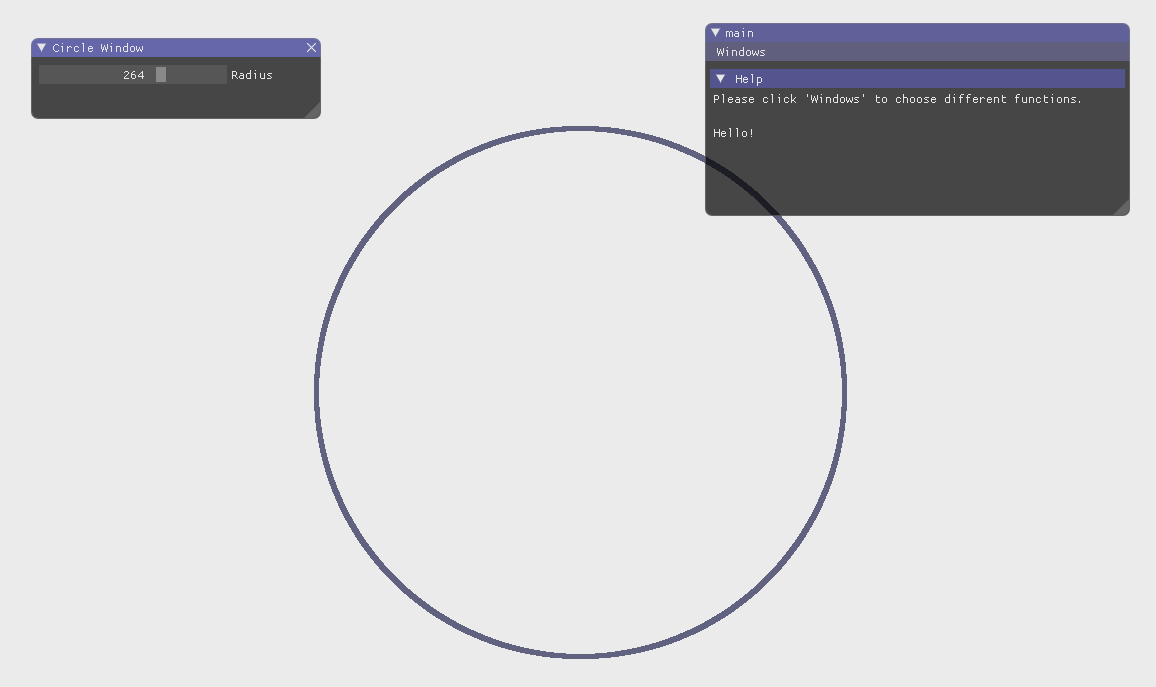 Circle Window
264 Radius
main
Windows
Help
Please click 'Windows' to choose different functions.
Hello!